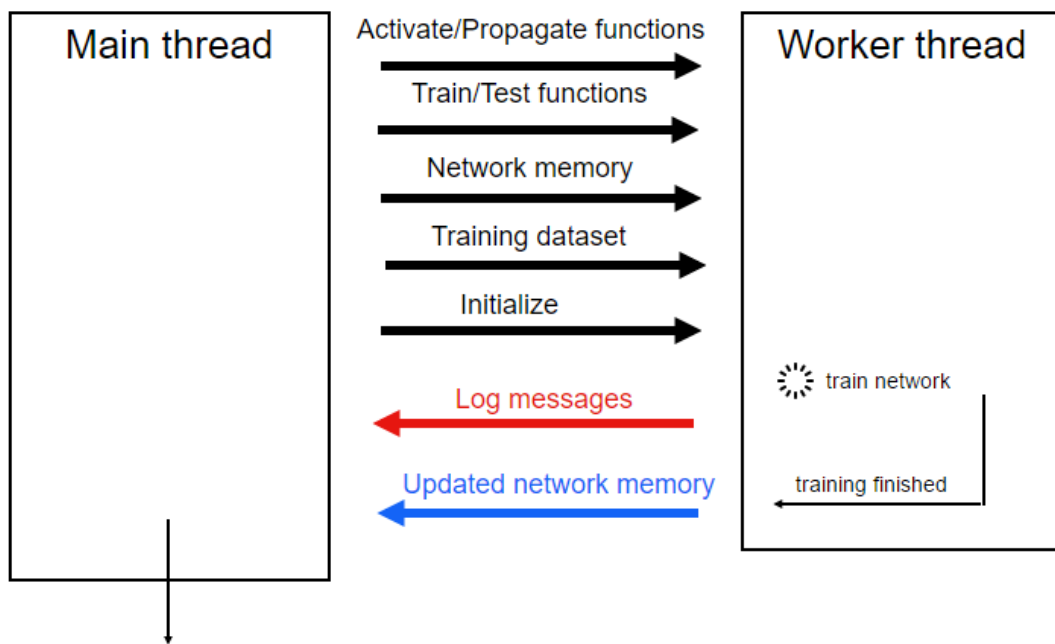 Main thread
Activate/Propagate functions
Worker thread
Train/Test functions
Network memory
Training dataset
Initialize
train network
Log messages
Updated network memory
training finished